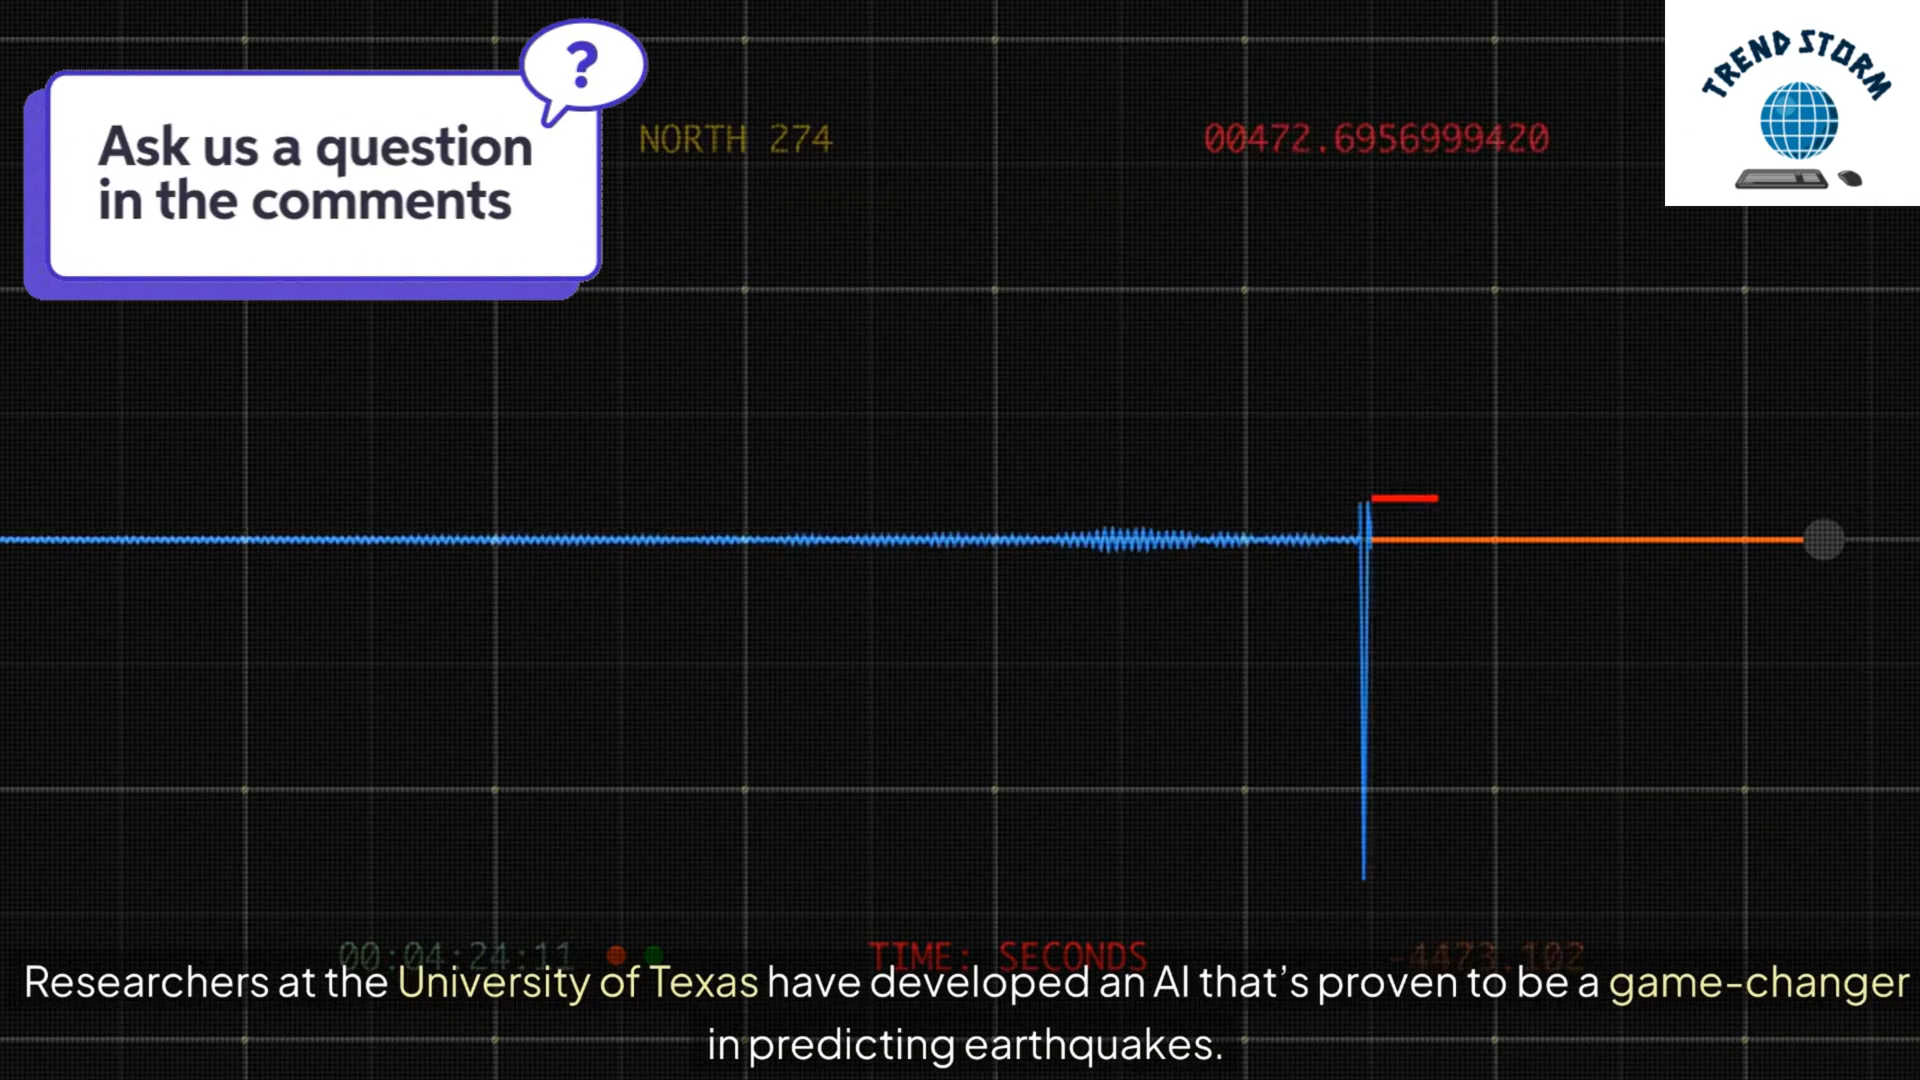 ?
Ask us a question
in the comments
NORTH 274
00472.6956999420
TREND STORM
00:04:24:11
TIME: SECONDS
-4473.102
Researchers at the University of Texas have developed an AI that's proven to be a game-changer
in predicting earthquakes.